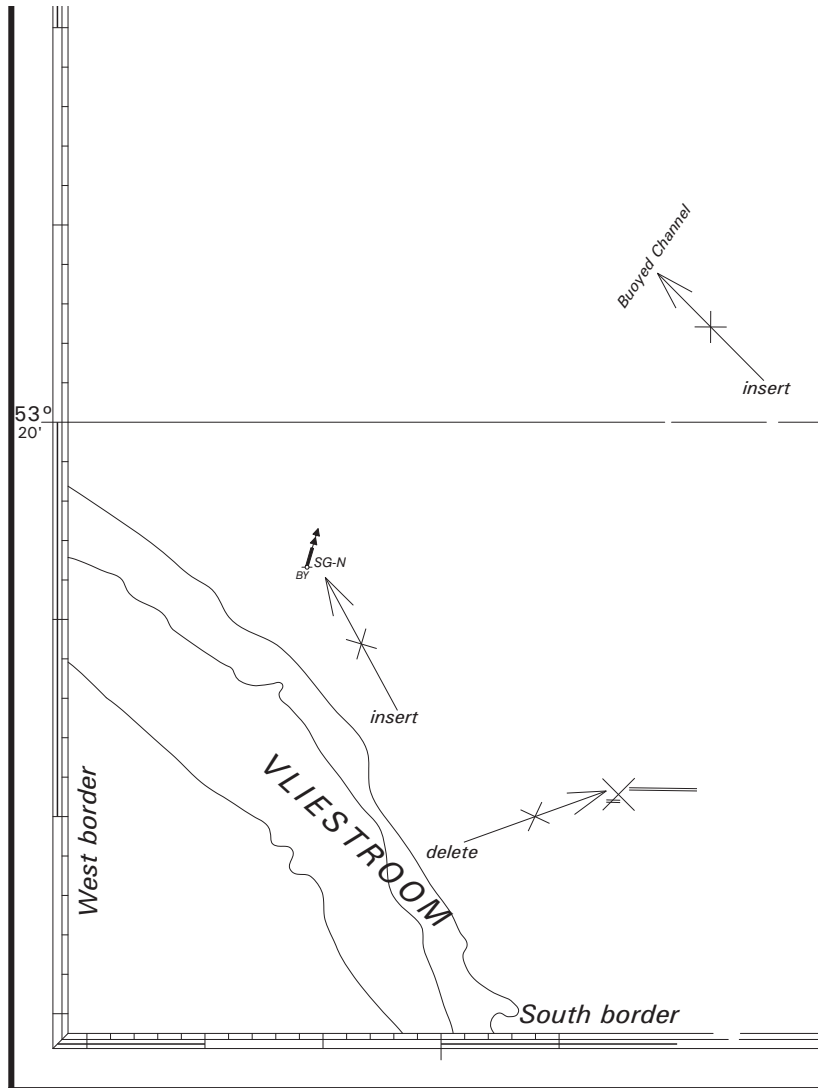 Buoyed Channel
insert
53°
20'
SG-N
BY
insert
VLIESTROOM
West border
delete
South border